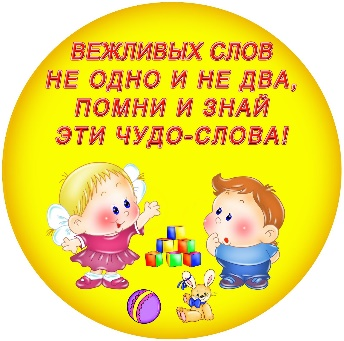 ВЕЖЛИВЫХ СЛОВ
НЕ ОДНО И НЕ ДВА,
ПОМНИ И ЗНАЙ
ЭТИ ЧУДО-СЛОВА!